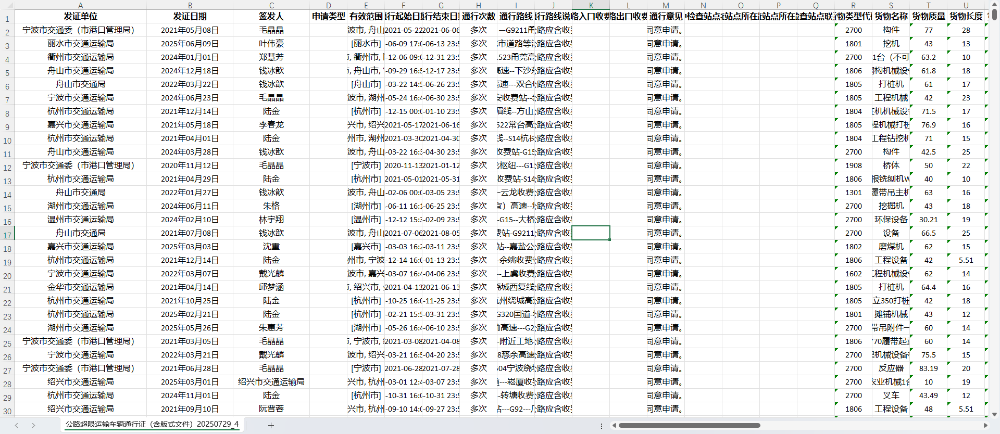 A B C D E F G H I J K L M N O P Q R S T U
1 发证单位 发证日期 签发人 申请类型 有效范围 行起始日 行结束日 通行次数 通行路线 行路线说 路入口收费 路出口收费 通行意见 检查站点 站点所在 站点所在 查站点联 物类型代 货物名称 货物质量 货物长度
2 宁波市交通委（市港口管理局） 2021年05月08日 毛晶晶 波市, 舟山 2021-05-22 2021-06-06 多次 —G9211甬 路应含收 同意申请。 2700 构件 77 28
3 丽水市交通运输局 2025年06月09日 叶伟豪 [丽水市] -06-09 17:0 -06-13 23:5 多次 市道路等 路应含收 同意申请。 1801 挖机 43 13
4 衢州市交通运输局 2024年01月01日 郑慧芳 , 衢州市, -12-06 09:0 -12-31 23:5 多次 1523甬莞高 路应含收 同意申请。 2700 1台（不可 63.2 10
5 舟山市交通运输局 2024年12月18日 钱冰歆 , 舟山市, -09-29 16:5 -12-17 23:5 多次 高速--下沙 路应含收 同意申请。 1806 构机械设 61.8 18
6 舟山市交通局 2022年03月22日 钱冰歆 [舟山市] -03-22 14:5 -06-26 23:5 多次 高速---双合 路应含收 同意申请。 1805 打桩机 61 17
7 宁波市交通运输局 2024年06月23日 毛晶晶 波市, 湖州 -05-24 16:4 -06-30 23:5 多次 安收费站-- 路应含收 同意申请。 1805 工程机械 42 23
8 杭州市交通运输局 2021年12月14日 陆金 [杭州市] -12-15 00:0 -01-10 23:5 多次 眉线--方山 路应含收 同意申请。 1804 机机械设 71.5 17
9 嘉兴市交通运输局 2021年05月18日 李春龙 兴市, 绍兴 2021-05-17 2021-06-16 多次 522常台高 路应含收 同意申请。 1805 程机械打桩 76.9 16
10 杭州市交通运输局 2021年04月01日 陆金 州市, 湖州 2021-03-30 2021-04-30 多次 线--S14杭长 路应含收 同意申请。 1804 工程钻挖机 71 15
11 舟山市交通运输局 2024年03月28日 钱冰歆 波市, 舟山 -03-22 16:3 -04-30 23:5 多次 收费站-G15 路应含收 同意申请。 2700 构件 42.5 25
12 宁波市交通委（市港口管理局） 2020年11月12日 毛晶晶 [宁波市] 2020-11-13 2021-01-12 多次 枢纽---G1 路应含收 同意申请。 1908 桥体 50 22
13 杭州市交通运输局 2021年04月29日 陆金 [杭州市] 2021-05-01 2021-05-31 多次 收费站-S14 路应含收 同意申请。 1806 根铣刨机W 40 10
14 舟山市交通局 2022年01月27日 钱冰歆 波市, 舟山 -02-06 00:0 -03-05 23:5 多次 -云龙收费 路应含收 同意申请。 1301 履带吊主机 63 16
15 湖州市交通运输局 2024年06月11日 朱格 [湖州市] -06-11 16:1 -06-25 23:5 多次 宜）高速-- 路应含收 同意申请。 2700 挖掘机 43 18
16 温州市交通运输局 2024年02月10日 林宇翔 [温州市] -12-12 15:3 -02-09 23:5 多次 -G15--大桥 路应含收 同意申请。 2700 环保设备 30.21 19
17 舟山市交通局 2021年07月08日 钱冰歆 波市, 舟山 2021-07-06 2021-08-05 多次 费站-G9211 路应含收 同意申请。 2700 设备 66.5 25
18 嘉兴市交通运输局 2025年03月03日 沈重 [嘉兴市] -03-03 16:2 -03-11 23:5 多次 站--嘉盐公 路应含收 同意申请。 1802 磨煤机 62 15
19 杭州市交通运输局 2021年12月14日 陆金 州市, 宁波 -12-14 16:0 -01-13 23:5 多次 -余姚收费 路应含收 同意申请。 1806 工程设备 42 5.51
20 宁波市交通运输局 2022年03月07日 戴光麟 波市, 嘉兴 -03-07 16:4 -04-06 23:5 多次 --上虞收费 路应含收 同意申请。 1602 工程机械设 62 14
21 金华市交通运输局 2021年04月14日 邱梦涵 , 绍兴市, 2021-04-13 2021-06-13 多次 绕城西复线 路应含收 同意申请。 1805 打桩机 64.4 16
22 杭州市交通运输局 2021年10月25日 陆金 [杭州市] -10-25 16:0 -11-25 23:5 多次 杭州绕城高 路应含收 同意申请。 1805 立350打桩 42 18
23 杭州市交通运输局 2025年02月21日 陆金 [杭州市] -02-21 15:5 -03-31 23:5 多次 G320国道- 路应含收 同意申请。 1801 摊铺机械 43 12
24 湖州市交通运输局 2025年05月26日 朱惠芳 [湖州市] -05-26 16:4 -06-10 23:5 多次 高速---G2 路应含收 同意申请。 2700 带吊附件一 60 14
25 宁波市交通委（市港口管理局） 2021年03月05日 毛晶晶 , 宁波市, 2021-03-08 2021-04-08 多次 -附近工地 路应含收 同意申请。 1806 70履带起重 60 14
26 宁波市交通运输局 2022年03月21日 戴光麟 波市, 绍兴 -03-21 16:5 -04-20 23:5 多次 8慈余高速 路应含收 同意申请。 2700 机械设备 75.5 15
27 宁波市交通委（市港口管理局） 2021年06月28日 毛晶晶 [宁波市] 2021-06-28 2021-07-28 多次 504宁波绕 路应含收 同意申请。 2700 反应器 83.19 20
28 绍兴市交通运输局 2025年03月01日 绍兴市交通运输局 兴市, 杭州 -03-01 12:4 -03-07 23:5 多次 道---崧厦收 路应含收 同意申请。 2700 农业机械1台 10 19
29 杭州市交通运输局 2024年11月01日 陆金 [杭州市] -10-31 16:0 -10-31 23:5 多次 -转塘收费 路应含收 同意申请。 2700 叉车 43.49 12
30 绍兴市交通运输局 2021年09月10日 阮晋蓉 兴市, 杭州 -09-10 14:0 -09-27 23:5 多次 站---G92--- 路应含收 同意申请。 1806 工程设备 48 5.51
公路超限运输车辆通行证（含版式文件）20250729_4